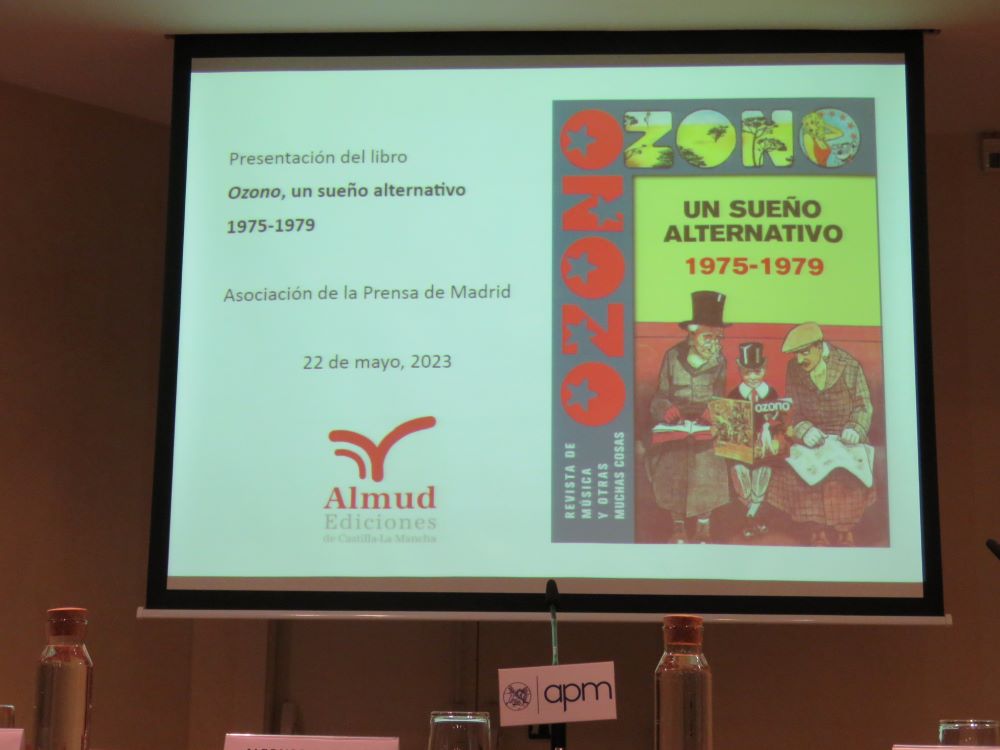 Presentación del libro
Ozono, un sueño alternativo
1975-1979
Asociación de la Prensa de Madrid
22 de mayo, 2023
Almud
Ediciones
de Castilla-La Mancha
OZONO
OZONO
UN SUEÑO
ALTERNATIVO
1975-1979
ozono
REVISTA DE
MÚSICA
Y OTRAS
MUCHAS COSAS
apm